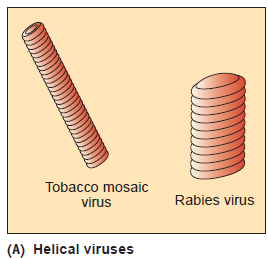 Tobacco mosaic
virus
Rabies virus
(A) Helical viruses